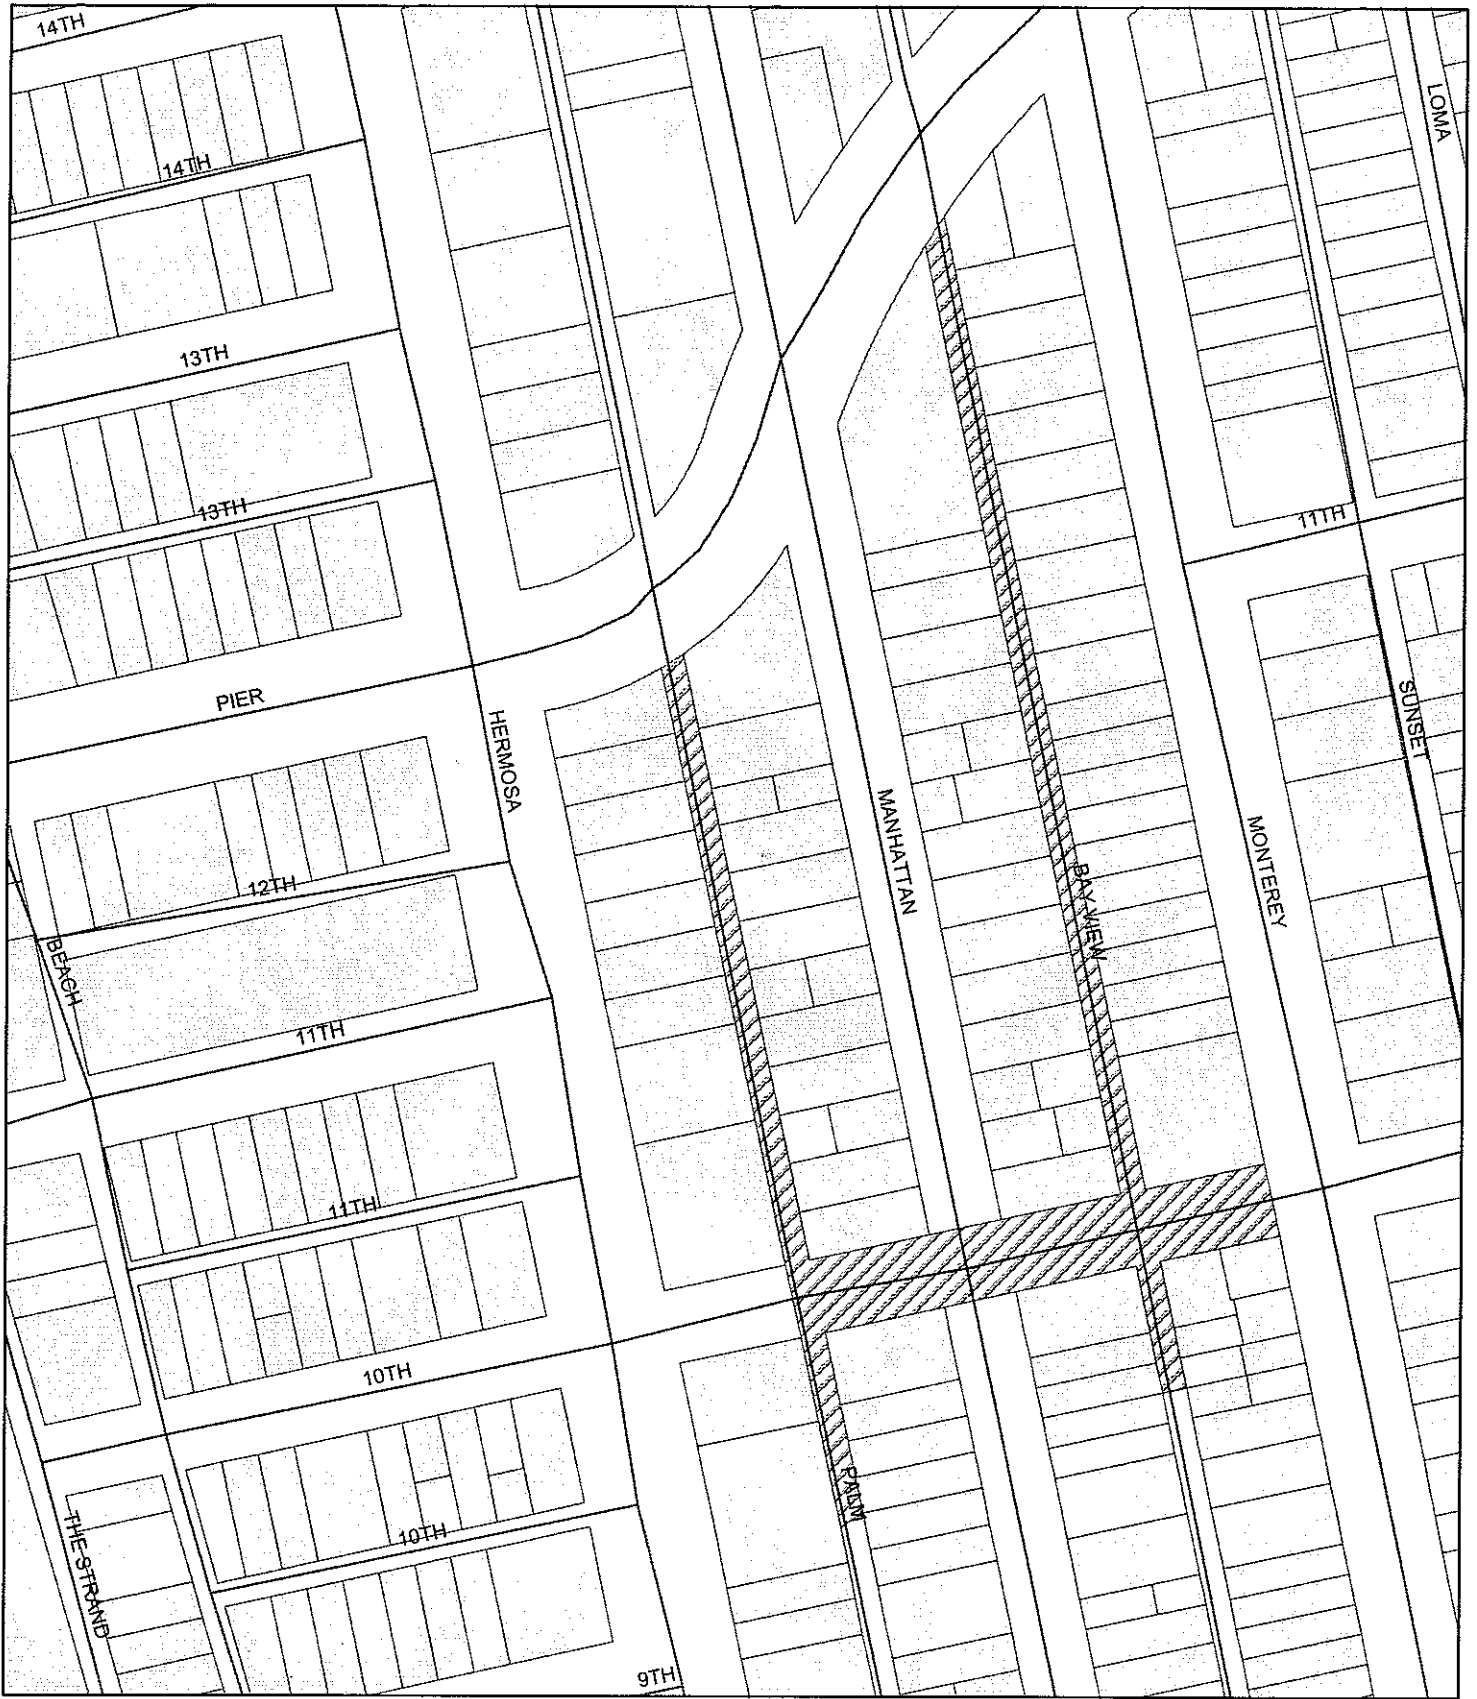 14TH
LOMA
14TH
13TH
13TH
11TH
PIER
HERMOSA
SUNSET
MANHATTAN
MONTEREY
12TH
BAY VIEW
BEACH
11TH
11TH
10TH
PALM
10TH
THE STRAND
9TH